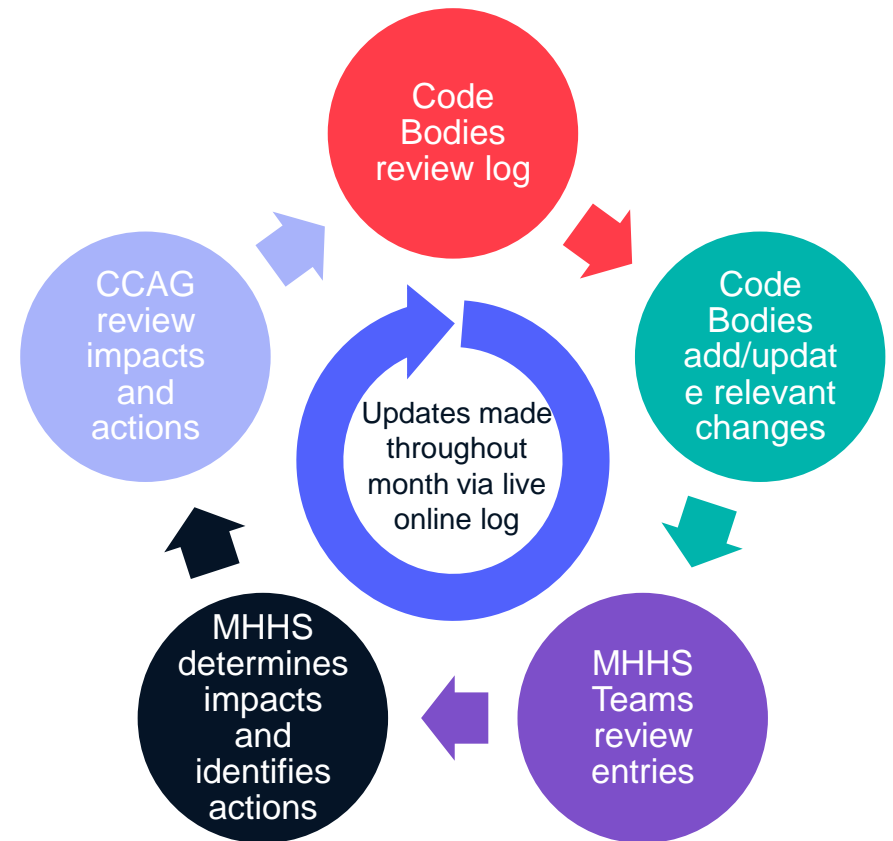 Code
Bodies
review log
Code
Bodies
add/updat
e relevant
changes
MHHS
Teams
review
entries
MHHS
determines
impacts
and
identifies
actions
CCAG
review
impacts
and
actions
Updates made
throughout
month via live
online log